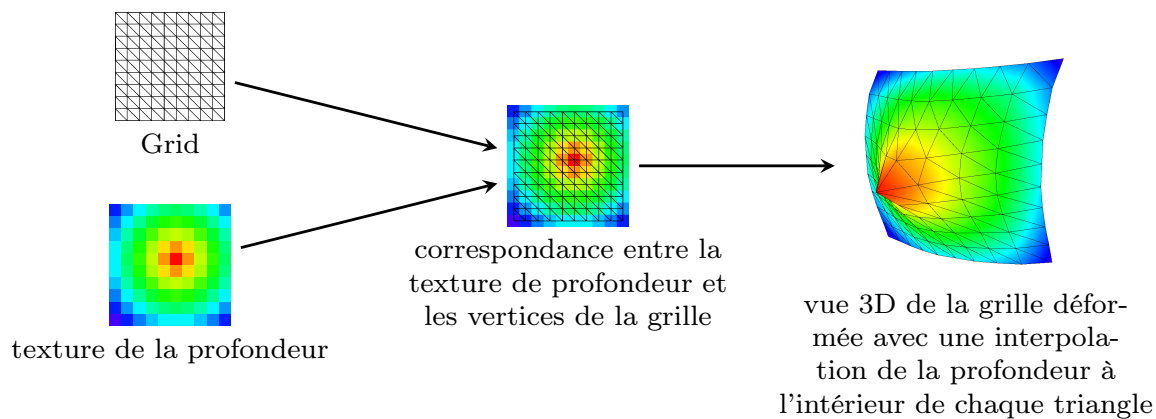 Grid
texture de la profondeur
correspondance entre la
texture de profondeur et
les vertices de la grille
vue 3D de la grille défor-
mée avec une interpola-
tion de la profondeur à
l'intérieur de chaque triangle